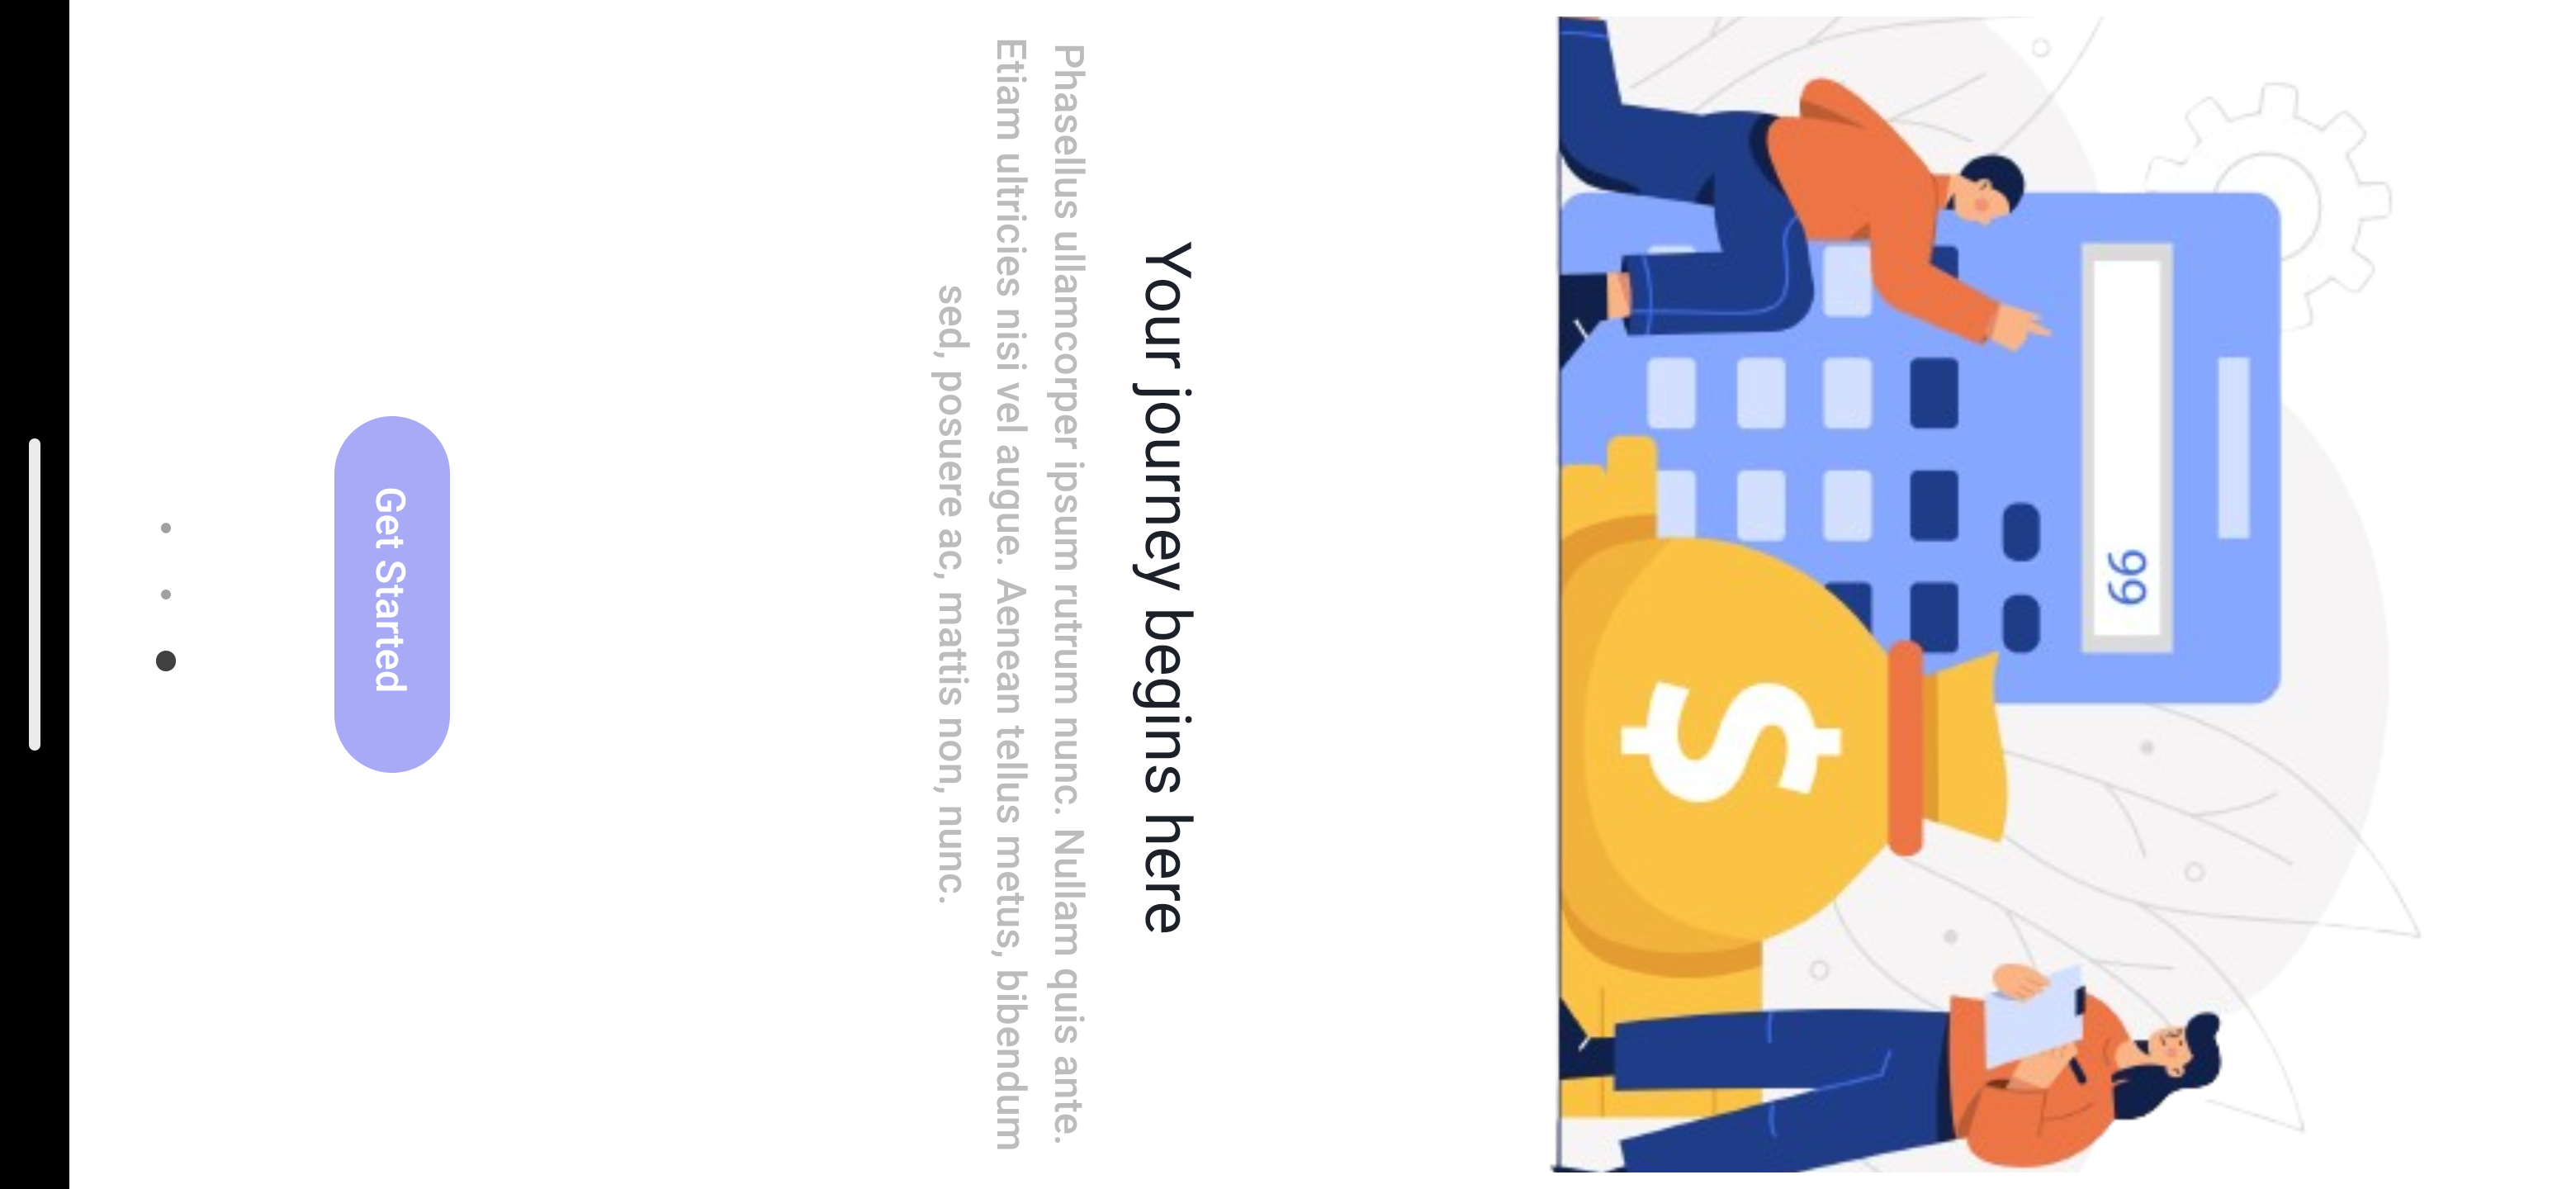 99
$
Your journey begins here
Phasellus ullamcorper ipsum rutrum nunc. Nullam quis ante.
Etiam ultricies nisi vel augue. Aenean tellus metus, bibendum
sed, posuere ac, mattis non, nunc.
Get Started